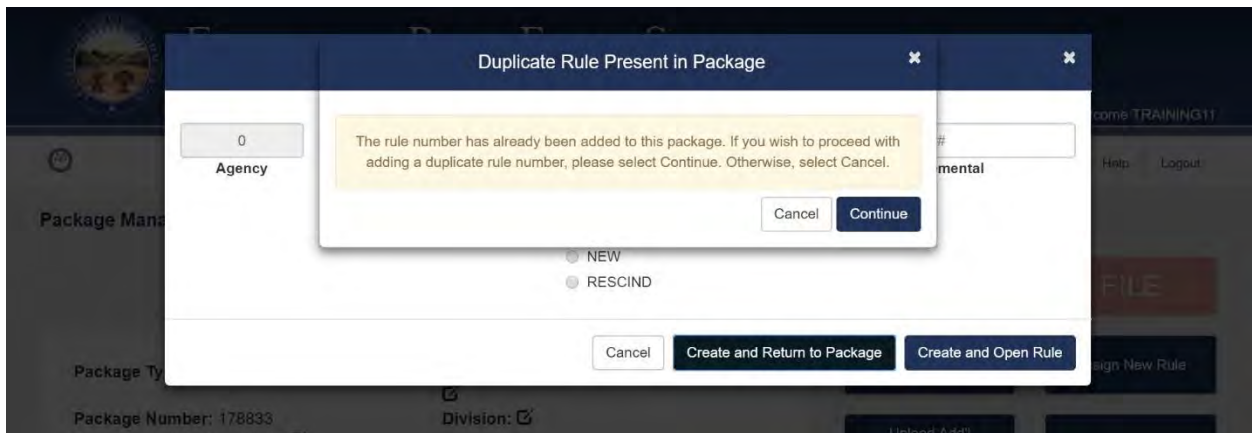 Duplicate Rule Present in Package
come TRAINING11
The rule number has already been added to this package. If you wish to proceed with
adding a duplicate rule number, please select Continue. Otherwise, select Cancel.
0
#
Agency
mental
Help
Logout
Cancel
Continue
Package Mana
NEW
RESCIND
FILE
Cancel
Create and Return to Package
Create and Open Rule
sign New Rule
Package Ty
Package Number: 178833
Division:
Upload Add'l